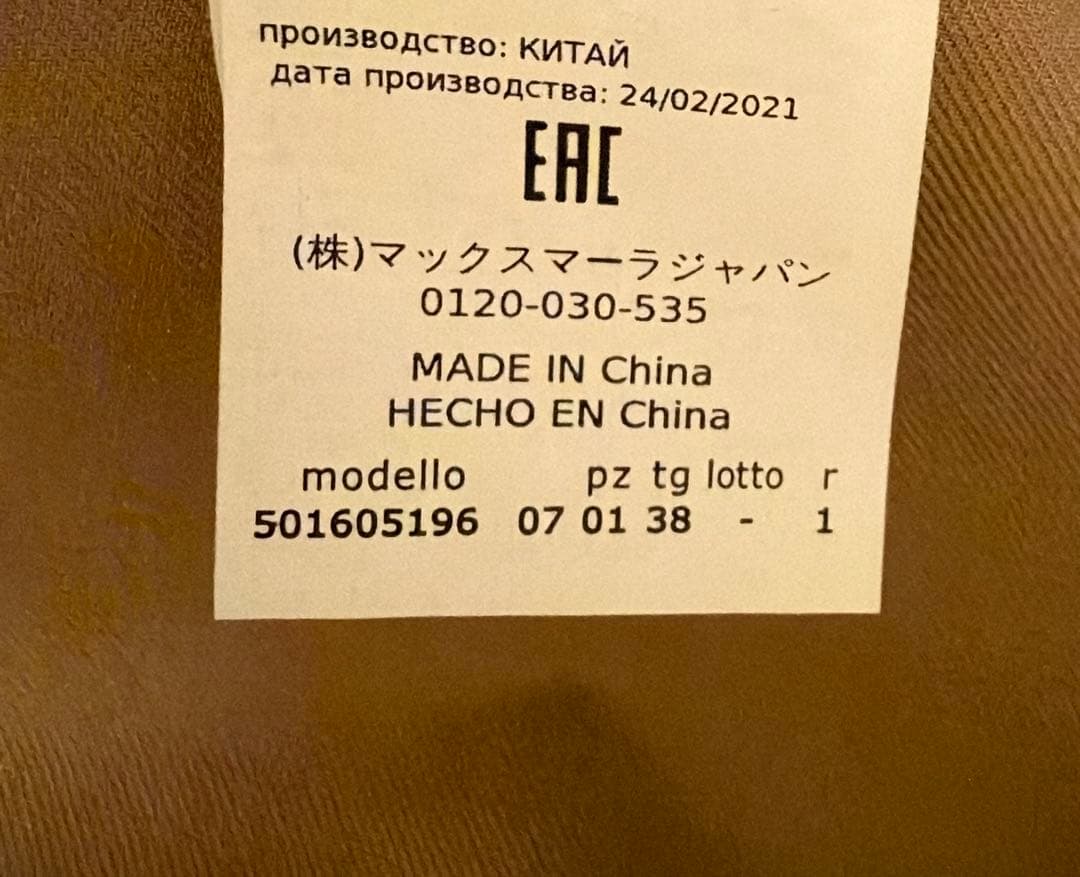 производство: КИТАЙ
дата производства: 24/02/2021
EAC
(株)マックスマーラジャパン
0120-030-535
MADE IN China
HECHO EN China
modello pz tg lotto r
501605196 07 01 38 - 1